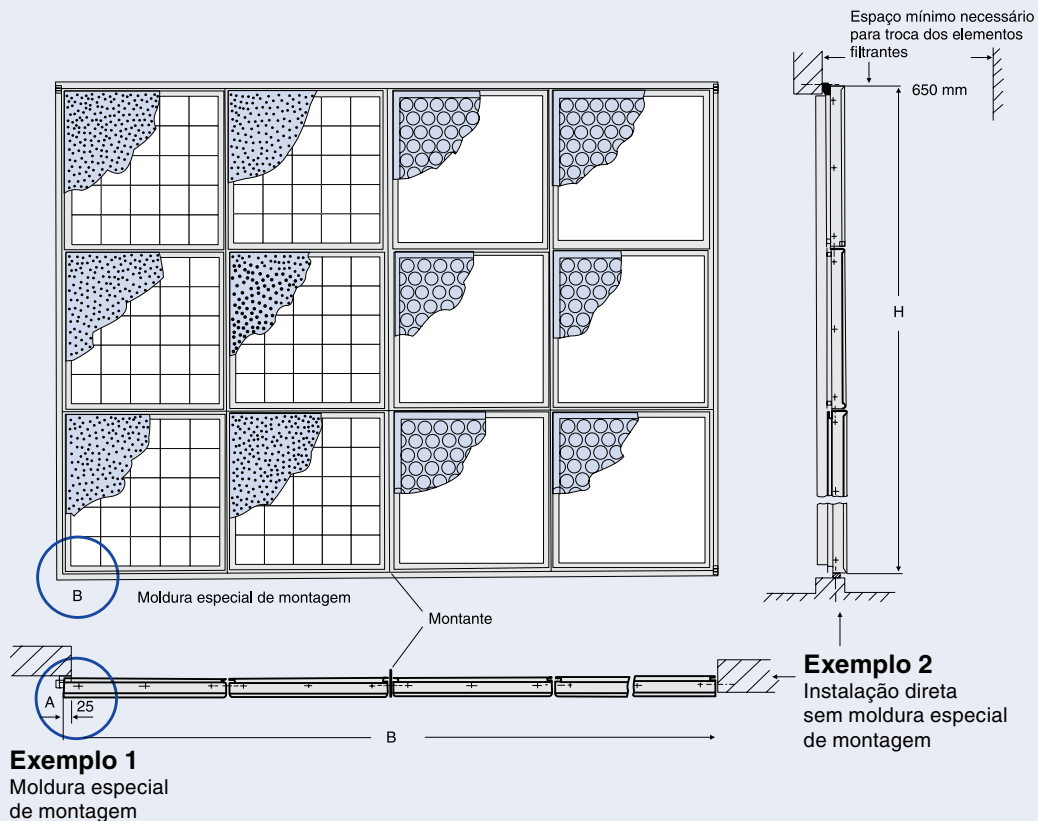 Espaço mínimo necessário
para troca dos elementos
filtrantes
650 mm
H
B
Moldura especial de montagem
Montante
A
25
B
Exemplo 1
Moldura especial
de montagem
Exemplo 2
Instalação direta
sem moldura especial
de montagem